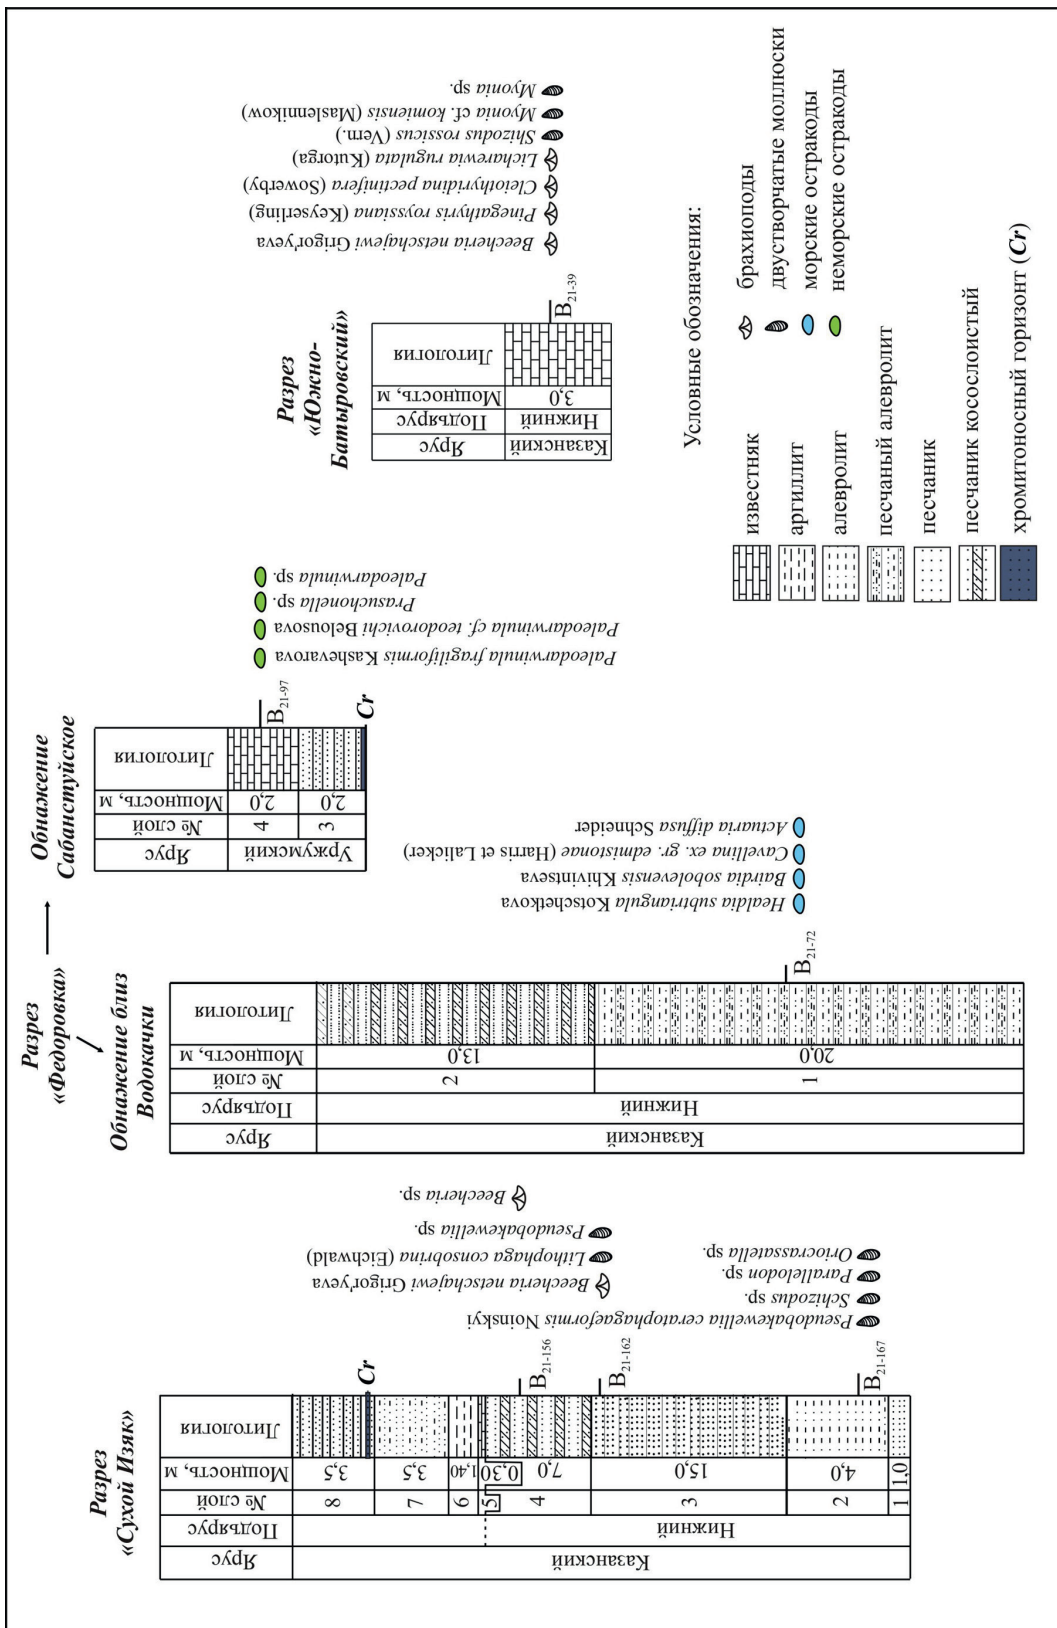 Разрез
«Сухой Изяк»
Ярус
Подъярус
№ слой
Мощность, м
Литология
Казанский
Нижний
8
3,5
7
3,5
6
1,40
5
0,30
4
7,0
3
15,0
2
4,0
1
1,0
Cr
B21-156
B21-162
B21-167
Beecheria sp.
Pseudobakewellia sp.
Lithophaga consobrina (Eichwald)
Beecheria netschajewi Grigor'yeva
Oriocrassatella sp.
Parallelodon sp.
Schizodus sp.
Pseudobakewellia ceratophagaeformis Noinskyi
Разрез
«Федоровка»
Обнажение близ
Водокачки
Ярус
Подъярус
№ слой
Мощность, м
Литология
Казанский
Нижний
2
13,0
1
20,0
B21-72
Actuaria diffusa Schneider
Cavellina ex. gr. edmistonae (Harris et Lalicker)
Bairdia sobolevensis Khivintseva
Healdia subtriangula Kotschetkova
Обнажение
Сабанстуйское
Ярус
№ слой
Мощность, м
Литология
Уржумский
4
2,0
3
2,0
B21-97
Cr
Paleodarwinula sp.
Prasuchonella sp.
Paleodarwinula cf. teodorovichi Belousova
Paleodarwinula fragiliformis Kashevarova
Разрез
«Южно-
Батыровский»
Ярус
Подъярус
Мощность, м
Литология
Казанский
Нижний
3,0
B21-39
Myonia sp.
Myonia cf. komiensis (Maslennikow)
Shizodus rossicus (Vern.)
Licharewia rugulata (Kutorga)
Cleiothyridina pectinifera (Sowerby)
Pinegathyris royssiana (Keyserling)
Beecheria netschajewi Grigor'yeva
Условные обозначения:
известняк
аргиллит
алевролит
песчаный алевролит
песчаник
песчаник косослоистый
хромитоносный горизонт (Cr)
брахиоподы
двустворчатые моллюски
морские остракоды
неморские остракоды